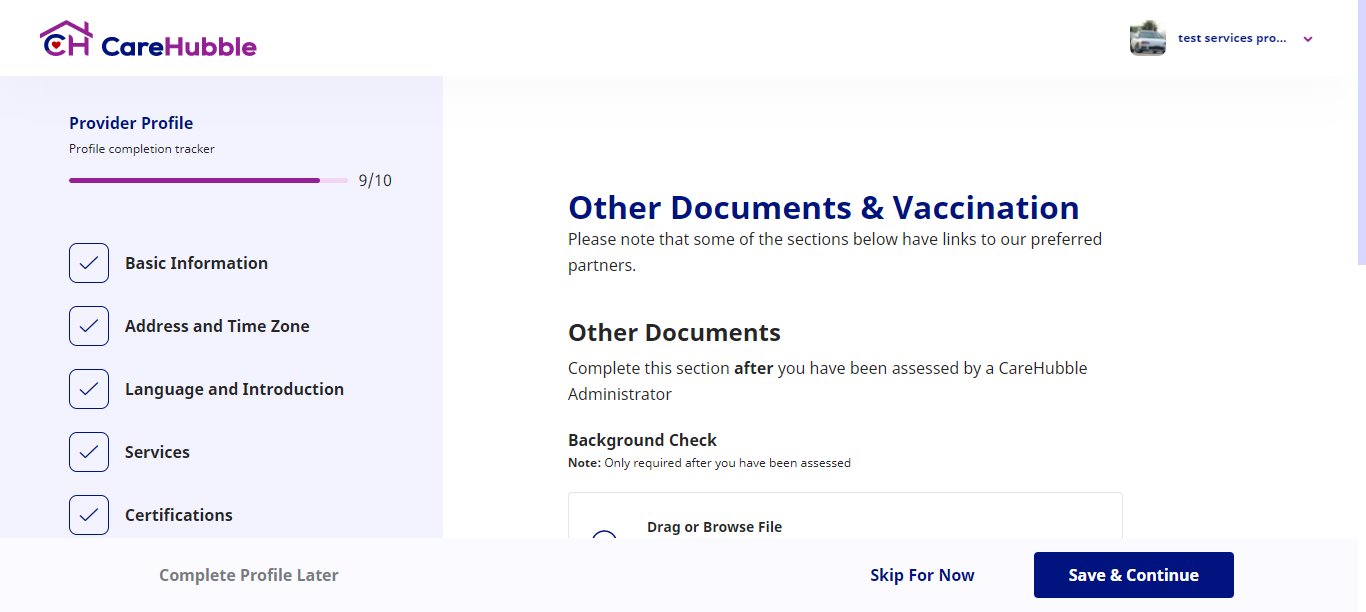 CH CareHubble
test services pro...
Provider Profile
Profile completion tracker
9/10
Basic Information
Address and Time Zone
Language and Introduction
Services
Certifications
Other Documents & Vaccination
Please note that some of the sections below have links to our preferred
partners.
Other Documents
Complete this section after you have been assessed by a CareHubble
Administrator
Background Check
Note: Only required after you have been assessed
Drag or Browse File
Complete Profile Later
Skip For Now
Save & Continue